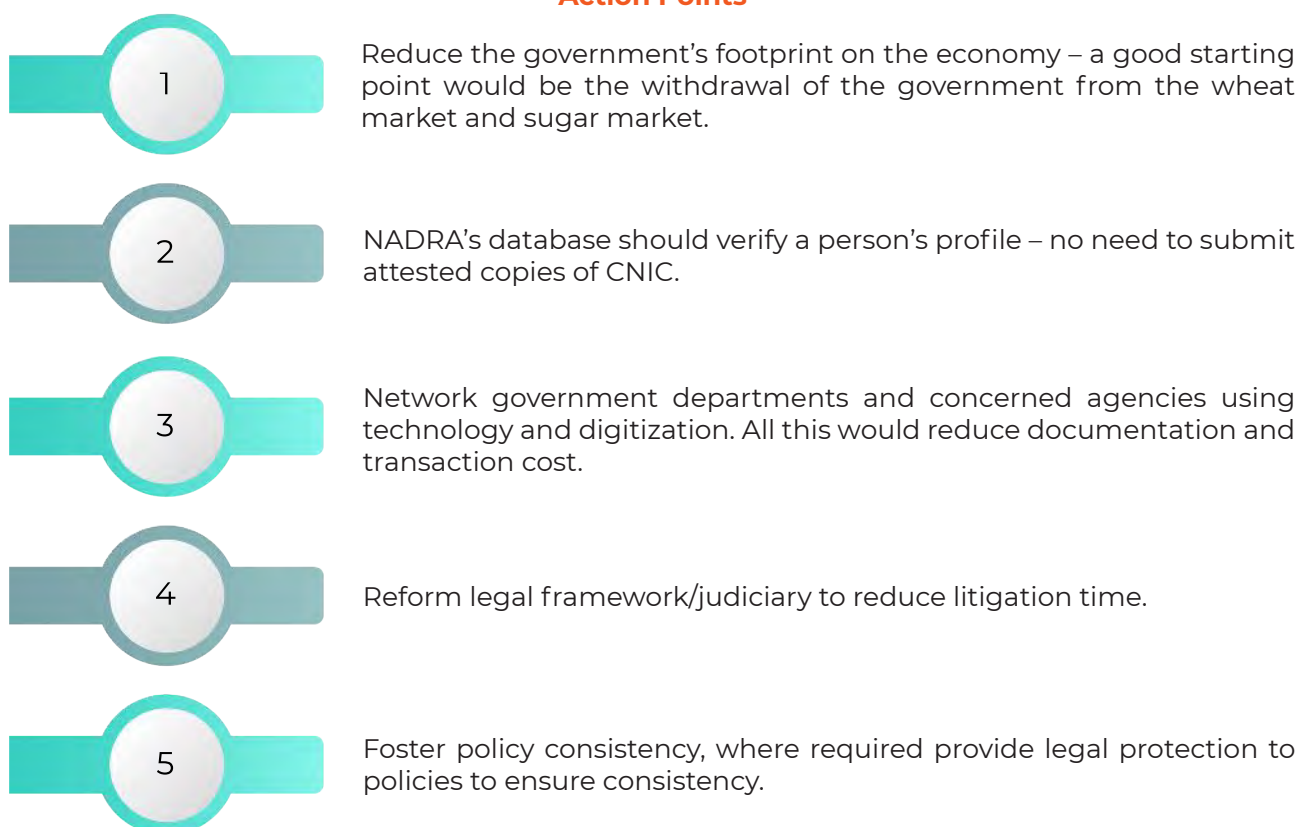 Action Points
1
Reduce the government's footprint on the economy – a good starting
point would be the withdrawal of the government from the wheat
market and sugar market.
2
NADRA's database should verify a person's profile – no need to submit
attested copies of CNIC.
3
Network government departments and concerned agencies using
technology and digitization. All this would reduce documentation and
transaction cost.
4
Reform legal framework/judiciary to reduce litigation time.
5
Foster policy consistency, where required provide legal protection to
policies to ensure consistency.